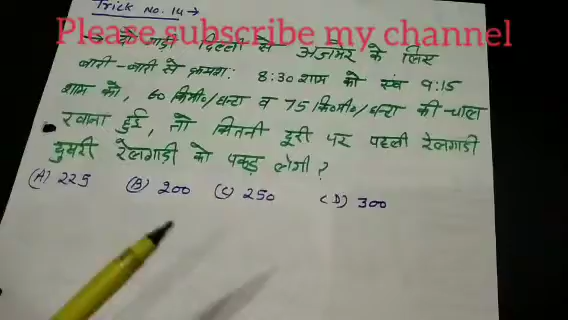 Trick No. 14 →
Please subscribe my channel
→ दो गाड़ी दिल्ली से अजमेर के लिए
बारी-बारी से क्रमशः 8:30 शाम को एवं 9:15
शाम को, 60 किमी०/घन्टा व 75 कि०मी०/घन्टा की चाल
रवाना हुई, तो कितनी दूरी पर पहली रेलगाडी
दुसरी रेलगाडी को पकड़ लेगी?
(A) 225 (B) 200 (C) 250 (D) 300